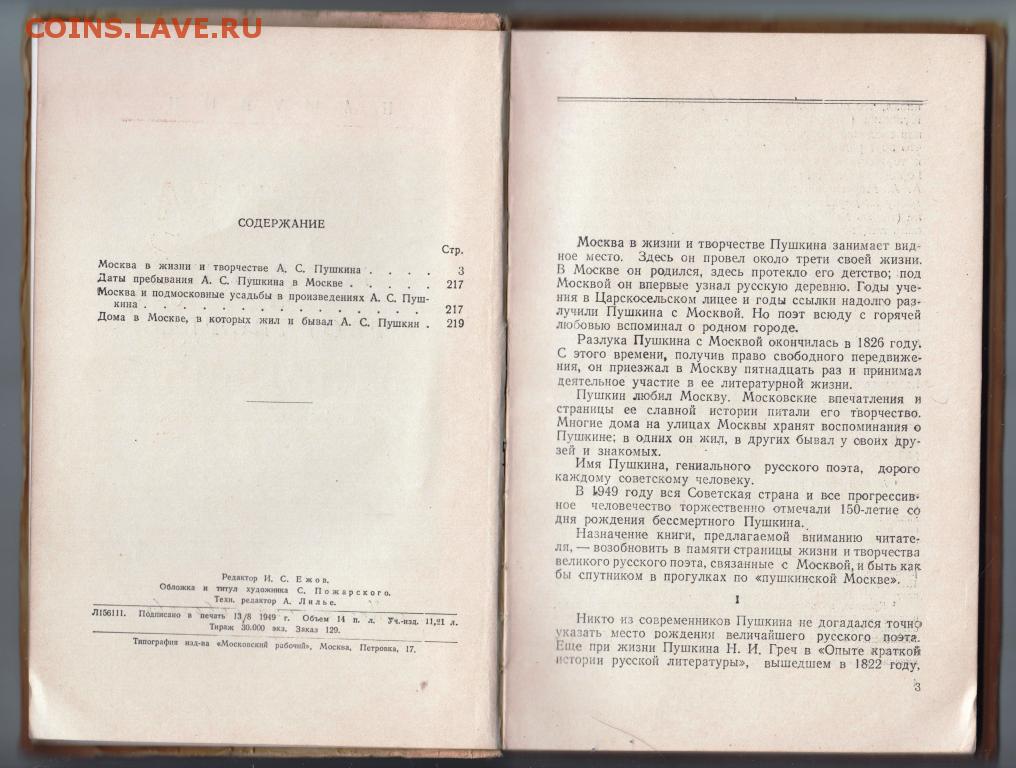 COINS.LAVE.RU
СОДЕРЖАНИЕ
Стр.
Москва в жизни и творчестве А. С. Пушкина . . . . 3
Даты пребывания А. С. Пушкина в Москве . . . . . 217
Москва и подмосковные усадьбы в произведениях А. С. Пуш-
кина . . . . . . . . . . . . . . . . 217
Дома в Москве, в которых жил и бывал А. С. Пушкин . 219
Редактор И. С. Ежов.
Обложка и титул художника С. Пожарского.
Техн. редактор А. Лилье.
Л156111. Подписано в печать 13/8 1949 г. Объем 14 п. л. Уч.-изд. 11,21 л.
Тираж 30.000 экз. Заказ 129.
Типография изд-ва «Московский рабочий», Москва, Петровка, 17.
Москва в жизни и творчестве Пушкина занимает вид-
ное место. Здесь он провел около трети своей жизни.
В Москве он родился, здесь протекло его детство; под
Москвой он впервые узнал русскую деревню. Годы уче-
ния в Царскосельском лицее и годы ссылки надолго раз-
лучили Пушкина с Москвой. Но поэт всюду с горячей
любовью вспоминал о родном городе.
Разлука Пушкина с Москвой окончилась в 1826 году.
С этого времени, получив право свободного передвиже-
ния, он приезжал в Москву пятнадцать раз и принимал
деятельное участие в ее литературной жизни.
Пушкин любил Москву. Московские впечатления и
страницы ее славной истории питали его творчество.
Многие дома на улицах Москвы хранят воспоминания о
Пушкине; в одних он жил, в других бывал у своих дру-
зей и знакомых.
Имя Пушкина, гениального русского поэта, дорого
каждому советскому человеку.
В 1949 году вся Советская страна и все прогрессив-
ное человечество торжественно отмечали 150-летие со
дня рождения бессмертного Пушкина.
Назначение книги, предлагаемой вниманию читате-
ля, — возобновить в памяти страницы жизни и творчества
великого русского поэта, связанные с Москвой, и быть как
бы спутником в прогулках по «пушкинской Москве».
I
Никто из современников Пушкина не догадался точно
указать место рождения величайшего русского поэта.
Еще при жизни Пушкина Н. И. Греч в «Опыте краткой
истории русской литературы», вышедшем в 1822 году,
3